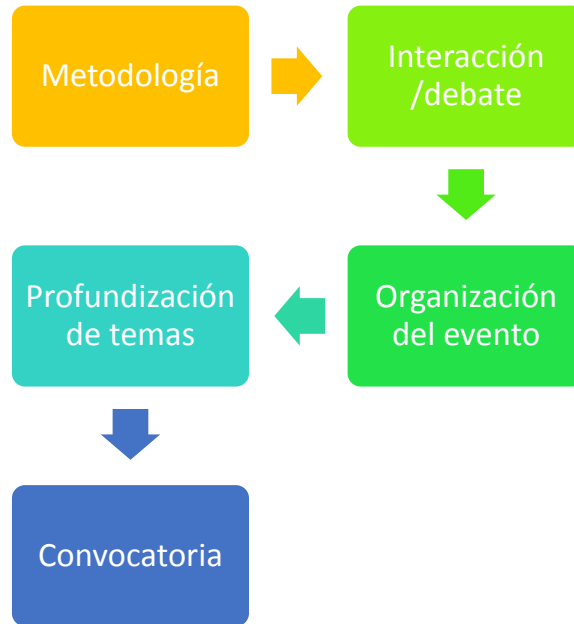 Metodología
Interacción
/debate
Organización
del evento
Profundización
de temas
Convocatoria